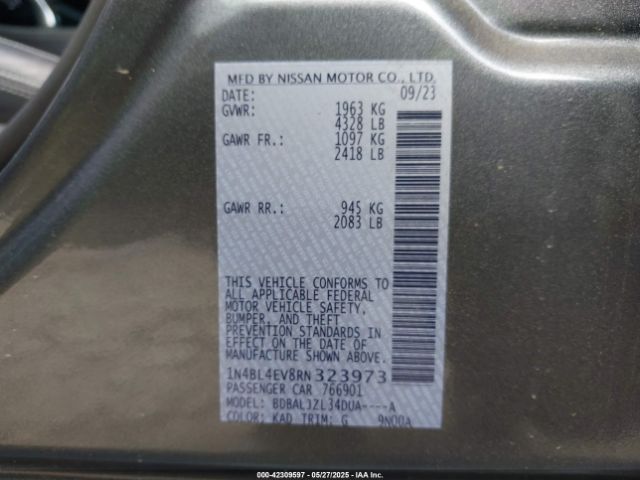 MFD BY NISSAN MOTOR CO., LTD.
DATE: 09/23
GVWR: 1963 KG
4328 LB
GAWR FR.: 1097 KG
2418 LB
GAWR RR.: 945 KG
2083 LB
THIS VEHICLE CONFORMS TO
ALL APPLICABLE FEDERAL
MOTOR VEHICLE SAFETY,
BUMPER, AND THEFT
PREVENTION STANDARDS IN
EFFECT ON THE DATE OF
MANUFACTURE SHOWN ABOVE.
1N4BL4EV8RN323973
PASSENGER CAR 766901
MODEL: BDBALJZL34DUA----A
COLOR: KAD TRIM: G 9N00A
000-42309597 - 05/27/2025 - IAAI.com